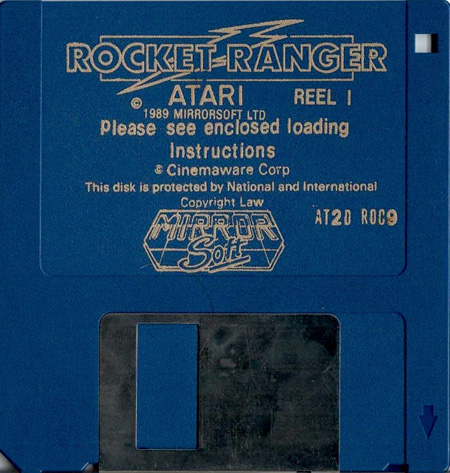 ROCKET RANGER
ATARI REEL 1
© 1989 MIRRORSOFT LTD
Please see enclosed loading
Instructions
© Cinemaware Corp
This disk is protected by National and International
Copyright Law
MIRROR
Soft
AT20 ROC9